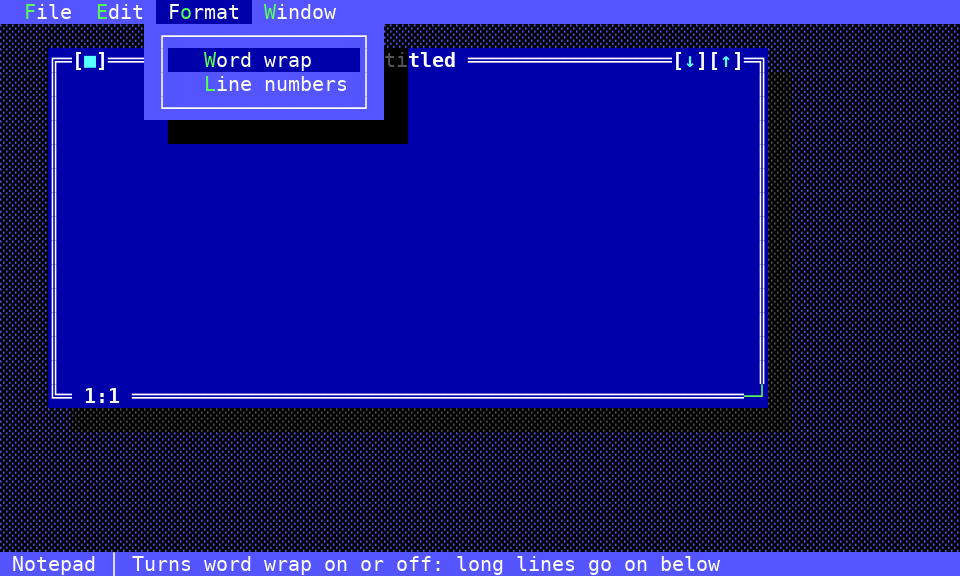 File Edit Format Window
Word wrap
Line numbers
[■] titled [↓][↑]
1:1
Notepad │ Turns word wrap on or off: long lines go on below